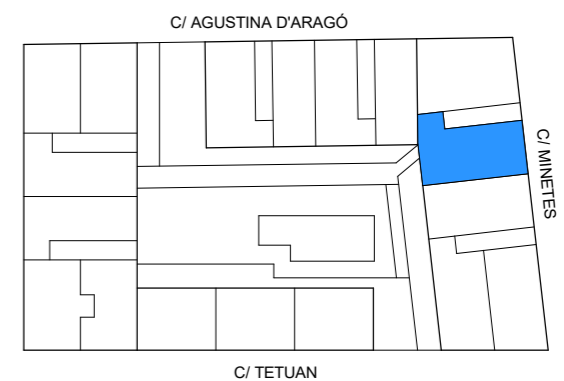 C/ AGUSTINA D'ARAGÓ
C/ MINETES
C/ TETUAN